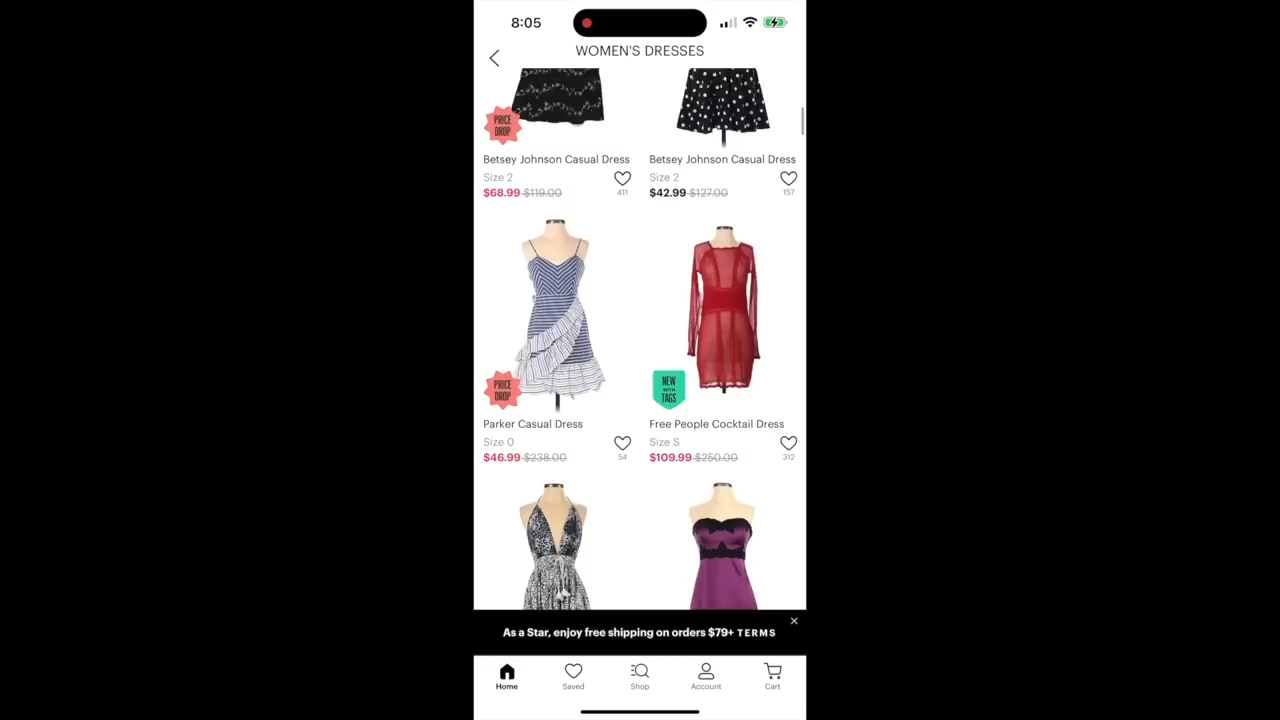 8:05
WOMEN'S DRESSES
PRICE
DROP
Betsey Johnson Casual Dress
Size 2
$68.99 $119.00
411
Betsey Johnson Casual Dress
Size 2
$42.99 $127.00
157
PRICE
DROP
Parker Casual Dress
Size 0
$46.99 $238.00
54
NEW
WITH
TAGS
Free People Cocktail Dress
Size S
$109.99 $250.00
312
As a Star, enjoy free shipping on orders $79+ TERMS
Home
Saved
Shop
Account
Cart